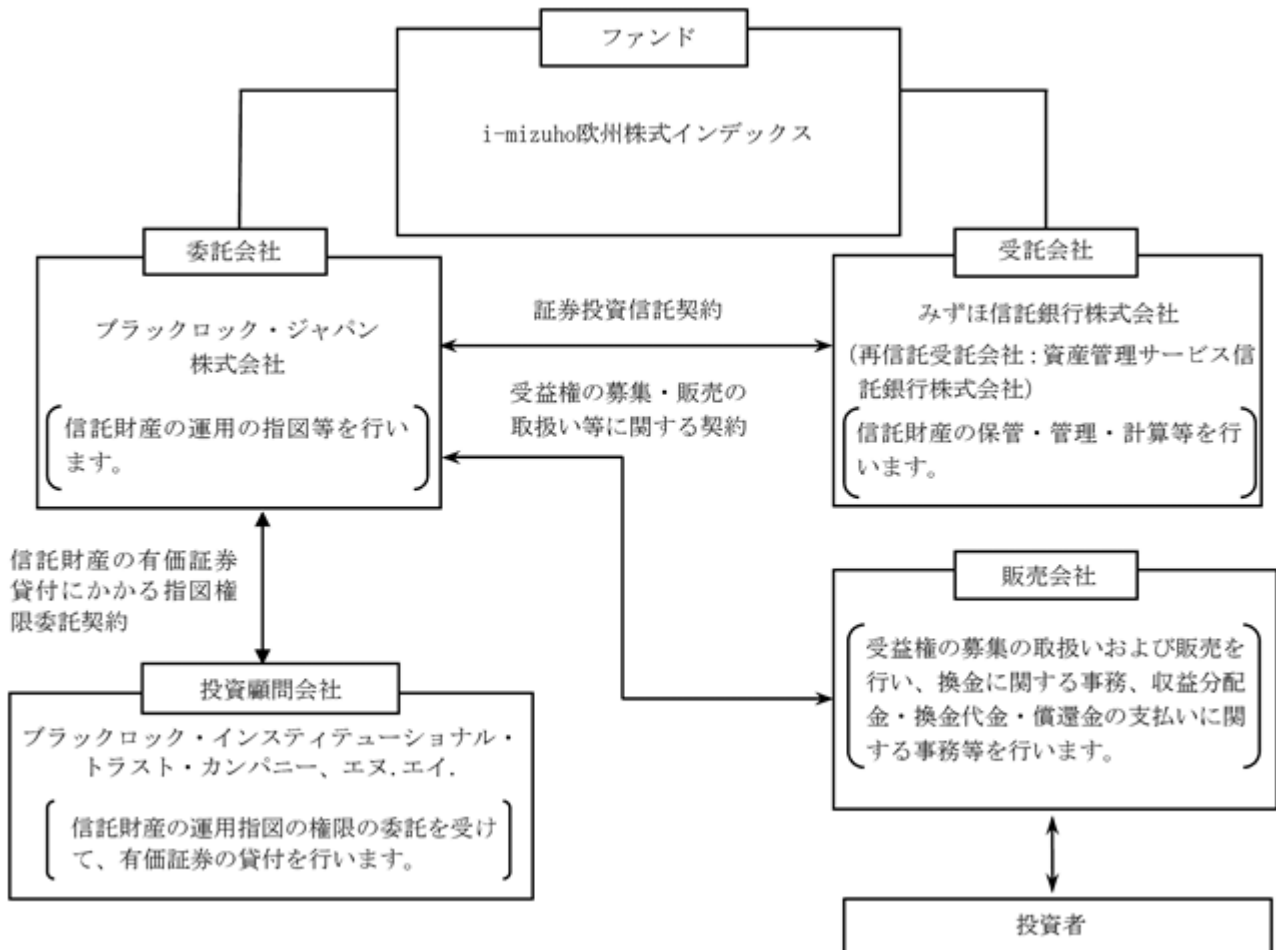 ファンド
i-mizuho欧州株式インデックス
委託会社
ブラックロック・ジャパン
株式会社
信託財産の運用の指図等を行い
ます。
証券投資信託契約
受益権の募集・販売の
取扱い等に関する契約
受託会社
みずほ信託銀行株式会社
(再信託受託会社:資産管理サービス信
託銀行株式会社)
信託財産の保管・管理・計算等を行
います。
信託財産の有価証券
貸付にかかる指図権
限委託契約
投資顧問会社
ブラックロック・インスティテューショナル・
トラスト・カンパニー、エヌ.エイ.
信託財産の運用指図の権限の委託を受け
て、有価証券の貸付を行います。
販売会社
受益権の募集の取扱いおよび販売を
行い、換金に関する事務、収益分配
金・換金代金・償還金の支払いに関
する事務等を行います。
投資者